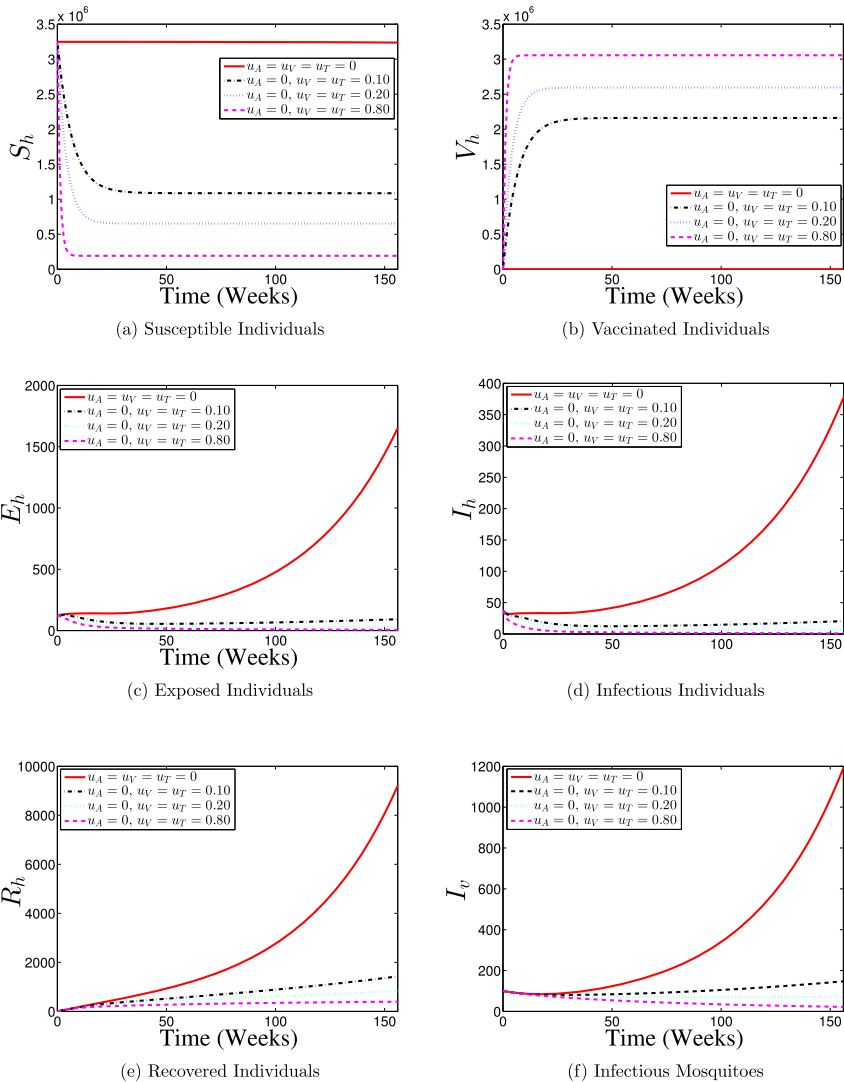 x 10^6
3.5
3
2.5
2
1.5
1
0.5
0
S_h
u_A = u_V = u_T = 0
u_A = 0, u_V = u_T = 0.10
u_A = 0, u_V = u_T = 0.20
u_A = 0, u_V = u_T = 0.80
0 50 100 150
Time (Weeks)
(a) Susceptible Individuals
x 10^6
3.5
3
2.5
2
1.5
1
0.5
0
V_h
u_A = u_V = u_T = 0
u_A = 0, u_V = u_T = 0.10
u_A = 0, u_V = u_T = 0.20
u_A = 0, u_V = u_T = 0.80
0 50 100 150
Time (Weeks)
(b) Vaccinated Individuals
2000
1500
1000
500
0
E_h
u_A = u_V = u_T = 0
u_A = 0, u_V = u_T = 0.10
u_A = 0, u_V = u_T = 0.20
u_A = 0, u_V = u_T = 0.80
0 50 100 150
Time (Weeks)
(c) Exposed Individuals
400
350
300
250
200
150
100
50
0
I_h
u_A = u_V = u_T = 0
u_A = 0, u_V = u_T = 0.10
u_A = 0, u_V = u_T = 0.20
u_A = 0, u_V = u_T = 0.80
0 50 100 150
Time (Weeks)
(d) Infectious Individuals
10000
8000
6000
4000
2000
0
R_h
u_A = u_V = u_T = 0
u_A = 0, u_V = u_T = 0.10
u_A = 0, u_V = u_T = 0.20
u_A = 0, u_V = u_T = 0.80
0 50 100 150
Time (Weeks)
(e) Recovered Individuals
1200
1000
800
600
400
200
0
I_v
u_A = u_V = u_T = 0
u_A = 0, u_V = u_T = 0.10
u_A = 0, u_V = u_T = 0.20
u_A = 0, u_V = u_T = 0.80
0 50 100 150
Time (Weeks)
(f) Infectious Mosquitoes